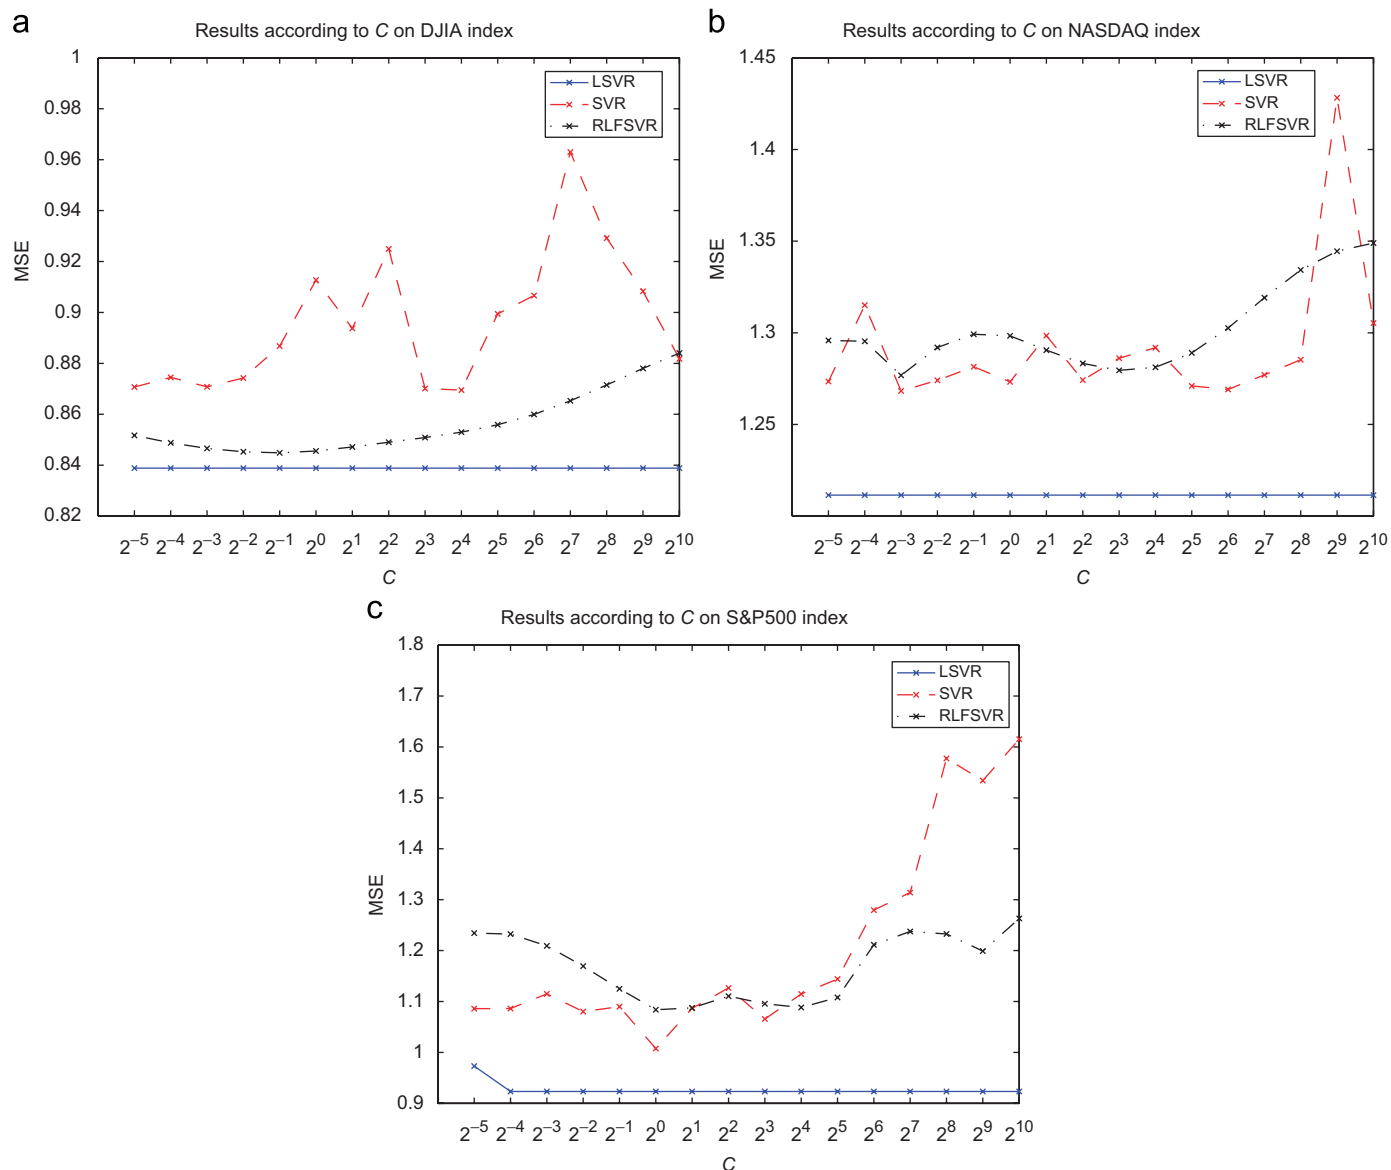 a
Results according to C on DJIA index
1
0.98
0.96
0.94
0.92
0.9
0.88
0.86
0.84
0.82
MSE
LSVR
SVR
RLFSVR
2⁻⁵ 2⁻⁴ 2⁻³ 2⁻² 2⁻¹ 2⁰ 2¹ 2² 2³ 2⁴ 2⁵ 2⁶ 2⁷ 2⁸ 2⁹ 2¹⁰
C
b
Results according to C on NASDAQ index
1.45
1.4
1.35
1.3
1.25
MSE
LSVR
SVR
RLFSVR
2⁻⁵ 2⁻⁴ 2⁻³ 2⁻² 2⁻¹ 2⁰ 2¹ 2² 2³ 2⁴ 2⁵ 2⁶ 2⁷ 2⁸ 2⁹ 2¹⁰
C
c
Results according to C on S&P500 index
1.8
1.7
1.6
1.5
1.4
1.3
1.2
1.1
1
0.9
MSE
LSVR
SVR
RLFSVR
2⁻⁵ 2⁻⁴ 2⁻³ 2⁻² 2⁻¹ 2⁰ 2¹ 2² 2³ 2⁴ 2⁵ 2⁶ 2⁷ 2⁸ 2⁹ 2¹⁰
C